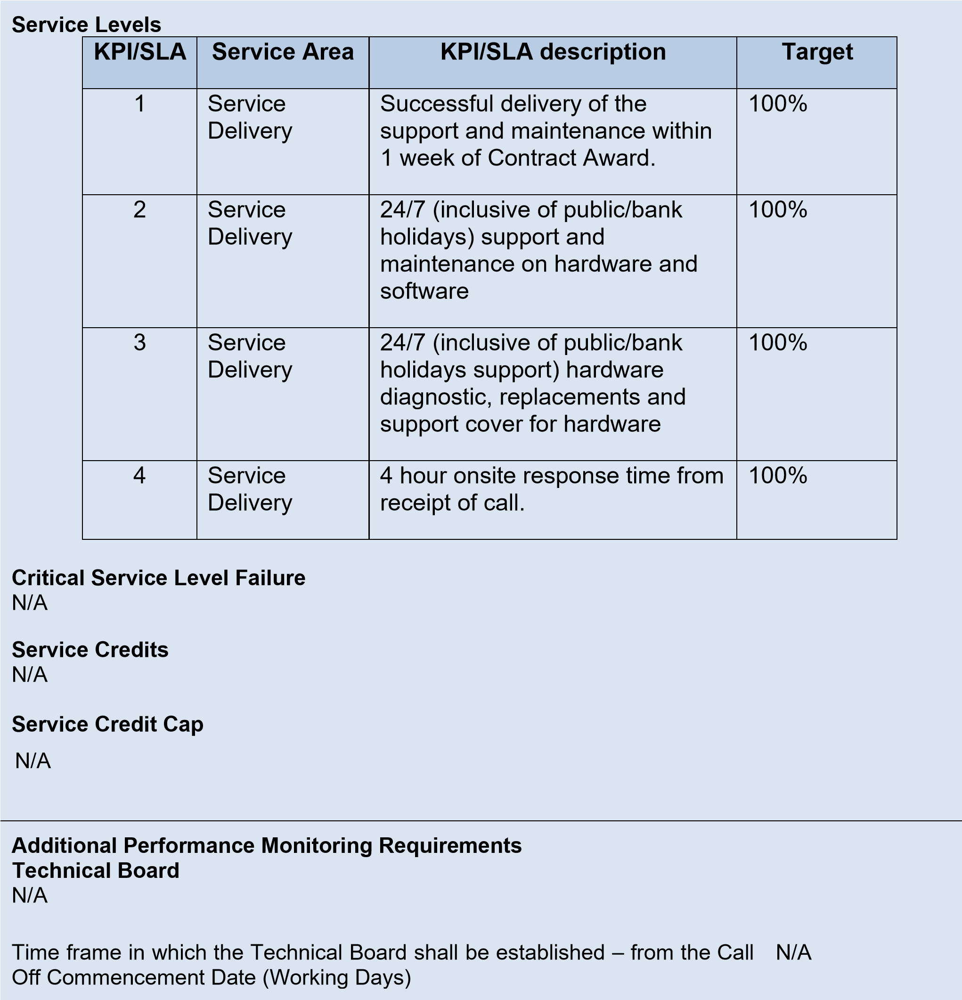 Service Levels
KPI/SLA Service Area KPI/SLA description Target
1 Service Successful delivery of the 100%
Delivery support and maintenance within
1 week of Contract Award.
2 Service 24/7 (inclusive of public/bank 100%
Delivery holidays) support and
maintenance on hardware and
software
3 Service 24/7 (inclusive of public/bank 100%
Delivery holidays support) hardware
diagnostic, replacements and
support cover for hardware
4 Service 4 hour onsite response time from 100%
Delivery receipt of call.
Critical Service Level Failure
N/A
Service Credits
N/A
Service Credit Cap
N/A
Additional Performance Monitoring Requirements
Technical Board
N/A
Time frame in which the Technical Board shall be established – from the Call N/A
Off Commencement Date (Working Days)